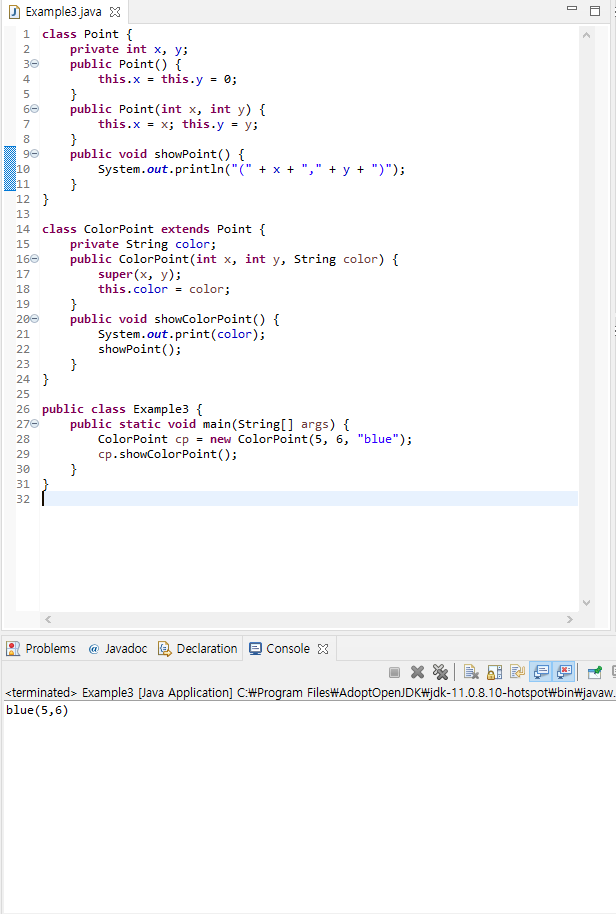 Example3.java
1 class Point {
2     private int x, y;
3     public Point() {
4         this.x = this.y = 0;
5     }
6     public Point(int x, int y) {
7         this.x = x; this.y = y;
8     }
9     public void showPoint() {
10         System.out.println("(" + x + "," + y + ")");
11     }
12 }
13
14 class ColorPoint extends Point {
15     private String color;
16     public ColorPoint(int x, int y, String color) {
17         super(x, y);
18         this.color = color;
19     }
20     public void showColorPoint() {
21         System.out.print(color);
22         showPoint();
23     }
24 }
25
26 public class Example3 {
27     public static void main(String[] args) {
28         ColorPoint cp = new ColorPoint(5, 6, "blue");
29         cp.showColorPoint();
30     }
31 }
32
Problems @ Javadoc Declaration Console
<terminated> Example3 [Java Application] C:₩Program Files₩AdoptOpenJDK₩jdk-11.0.8.10-hotspot₩bin₩javaw.
blue(5,6)